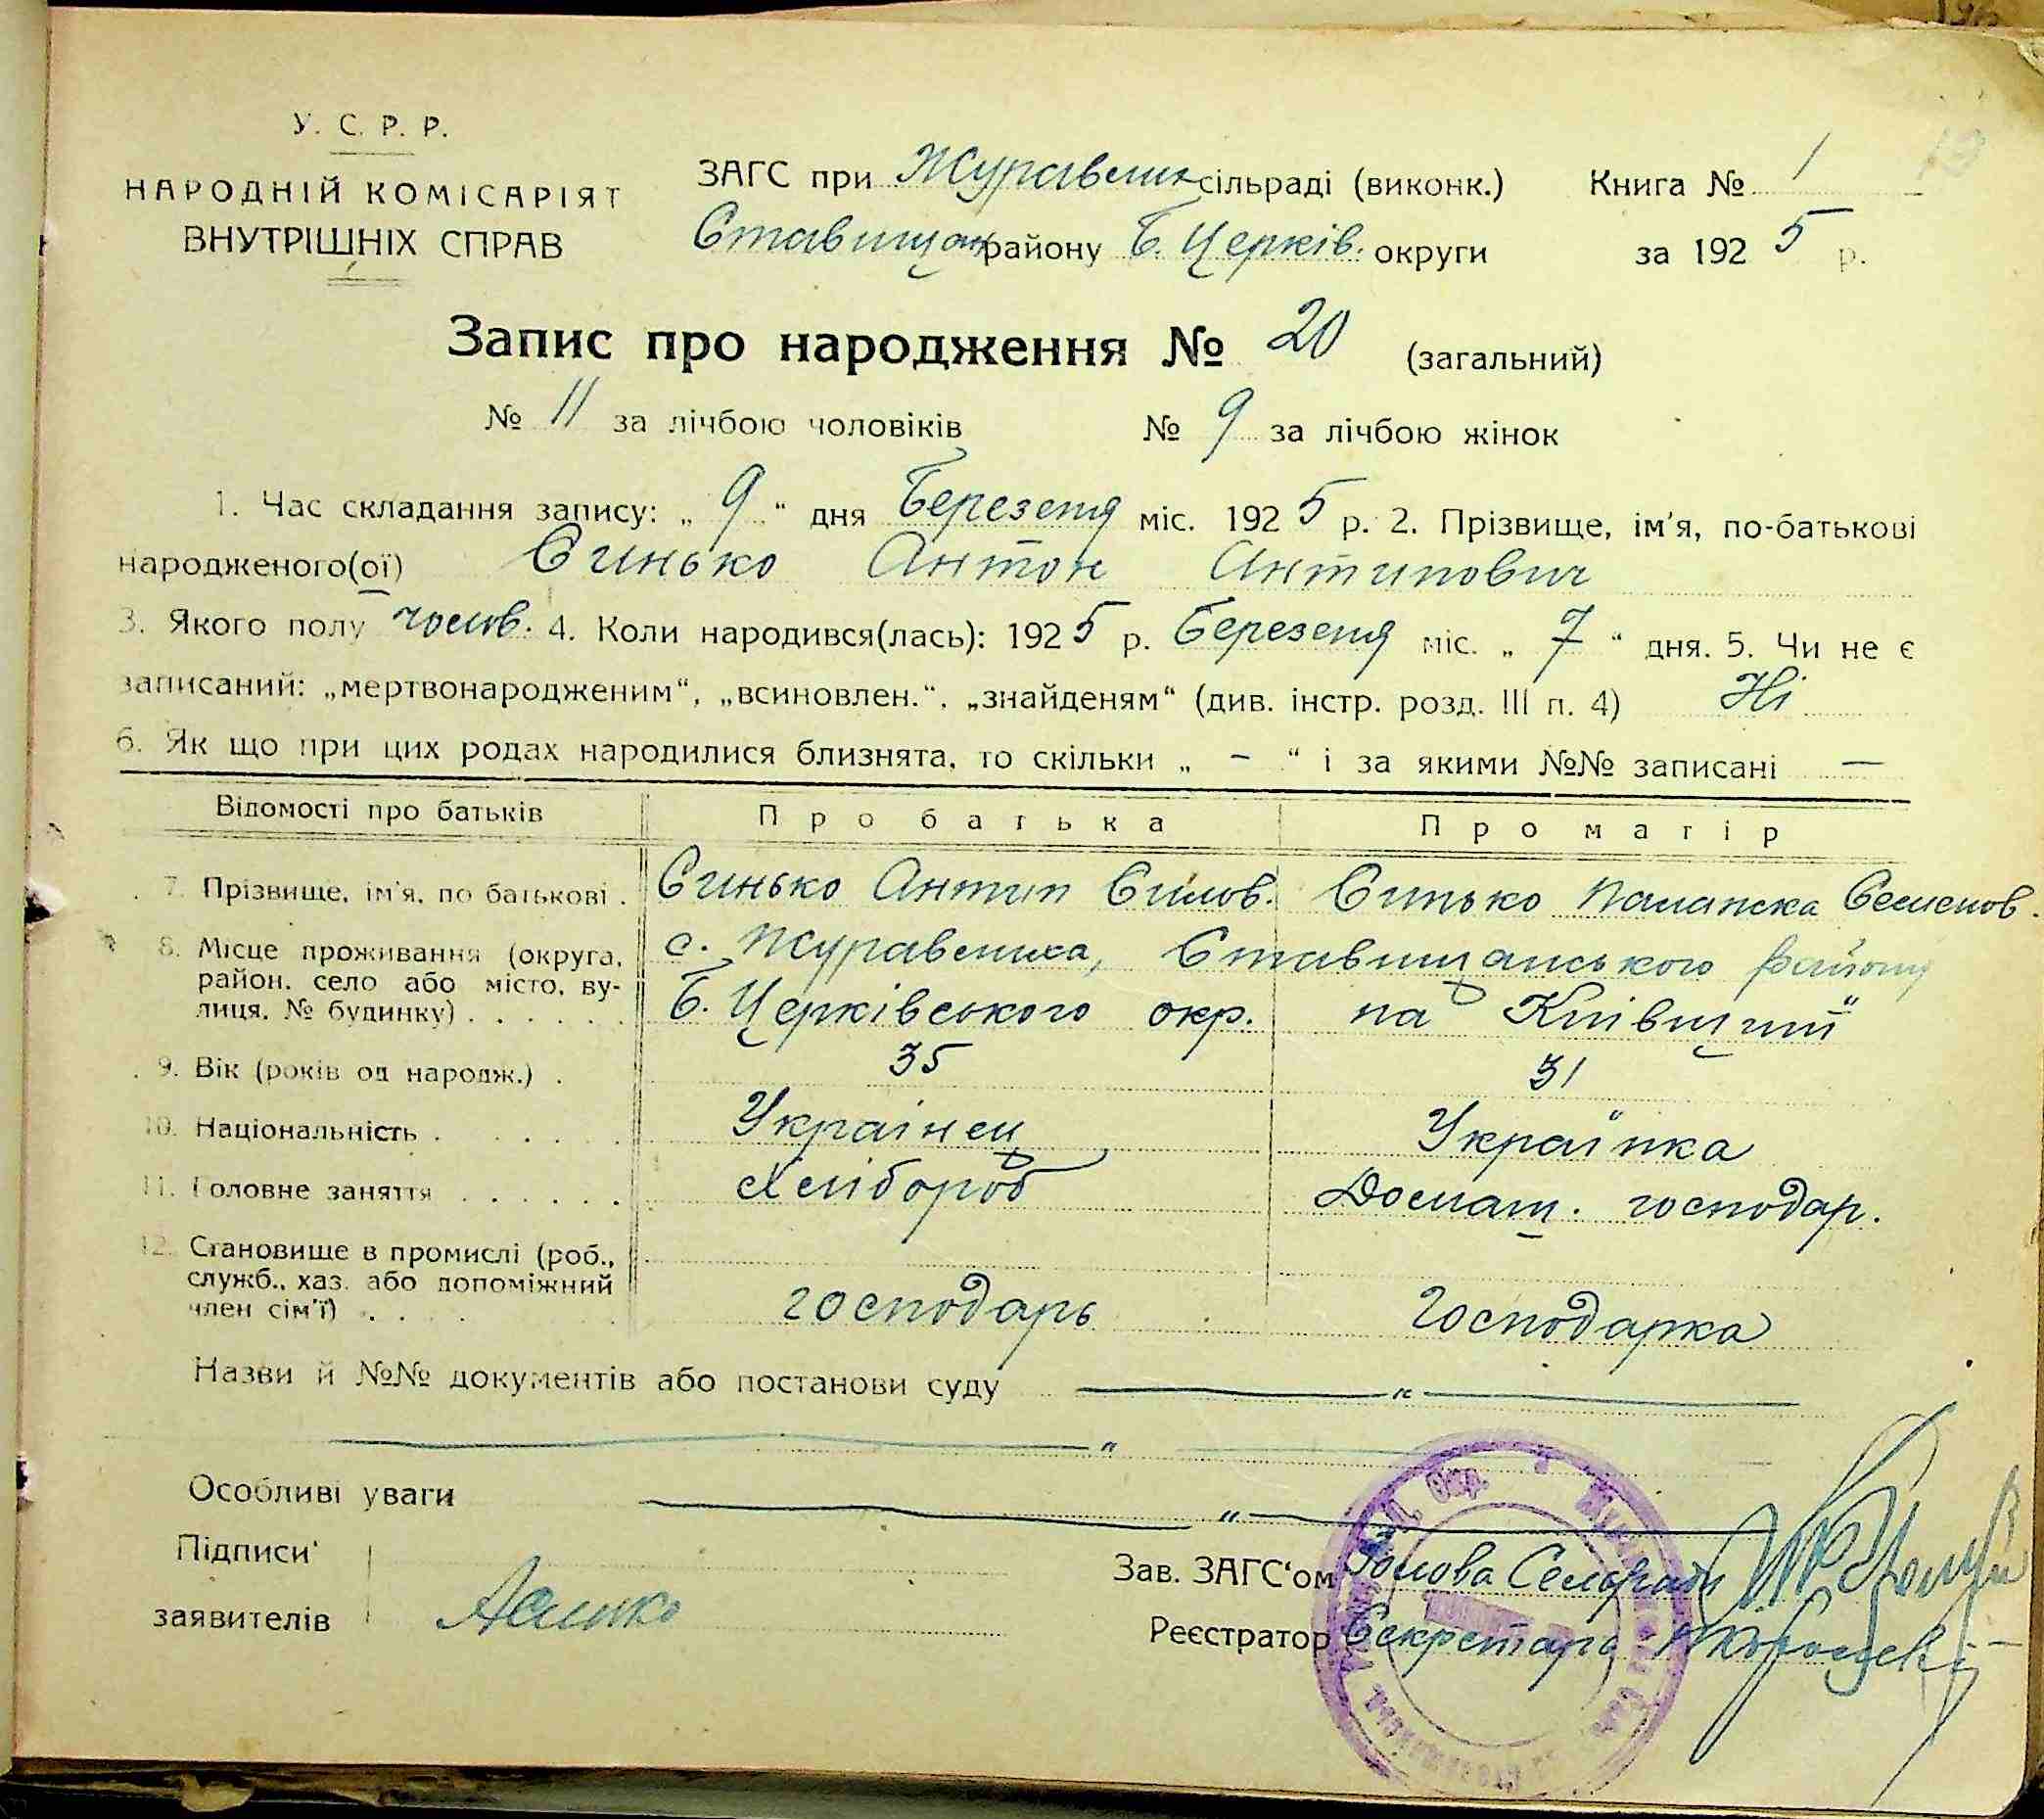 У. С. Р. Р.
НАРОДНІЙ КОМІСАРІЯТ
ВНУТРІШНІХ СПРАВ
ЗАГС при Журавлих сільраді (виконк.) Книга № 1
Ставищан району Б. Церків. округи за 1925 р.
Запис про народження № 20 (загальний)
№ 11 за лічбою чоловіків № 9 за лічбою жінок
1. Час складання запису: „ 9 “ дня Березеня міс. 1925 р. 2. Прізвище, ім'я, по-батькові
народженого(ої) Синько Антон Антипович
3. Якого полу чолов. 4. Коли народився(лась): 1925 р. Березеня міс. „ 7 “ дня. 5. Чи не є
записаний: „мертвонародженим“, „всиновлен.“, „знайденям“ (див. інстр. розд. III п. 4) Ні
6. Як що при цих родах народилися близнята, то скільки „ – “ і за якими №№ записані —
Відомості про батьків Про батька Про матір
7. Прізвище, ім'я, по батькові . Синько Антип Силов. Синько Палажка Семенов.
8. Місце проживання (округа, район, село або місто, вулиця, № будинку) . . . . . . с. Журавлиха, Ставищанського району
Б. Церківського окр. на Київщині
9. Вік (років од народж.) . 35 31
10. Національність . . . . . Українец Українка
11. Головне заняття . . . . . . Хлібороб Домаш. господар.
12. Становище в промислі (роб., служб., хаз. або допоміжний член сім'ї) . . . господарь Господарка
Назви й №№ документів або постанови суду — " —
— " —
Особливі уваги — " —
Підписи
заявителів
Зав. ЗАГС'ом Голова Сельради
Реєстратор Секретарь